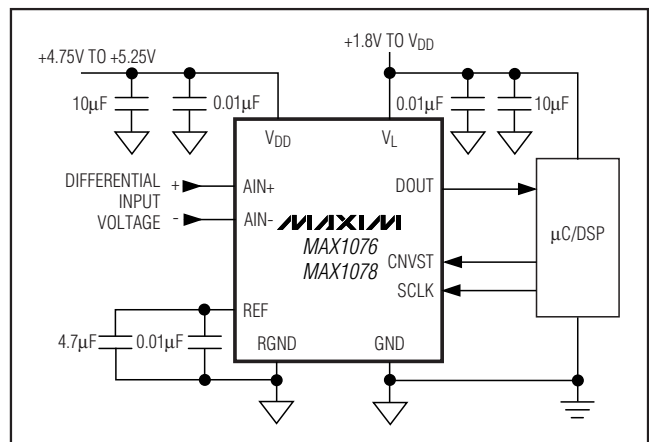 +4.75V TO +5.25V
+1.8V TO VDD
10µF
0.01µF
0.01µF
10µF
VDD
VL
DIFFERENTIAL
INPUT
VOLTAGE
+
-
AIN+
AIN-
DOUT
MAXIM
MAX1076
MAX1078
µC/DSP
CNVST
SCLK
REF
4.7µF
0.01µF
RGND
GND